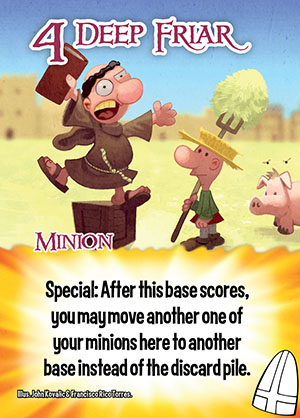 4 Deep Friar
Minion
Special: After this base scores,
you may move another one of
your minions here to another
base instead of the discard pile.
Illus. John Kovalic & Francisco Rico Torres.